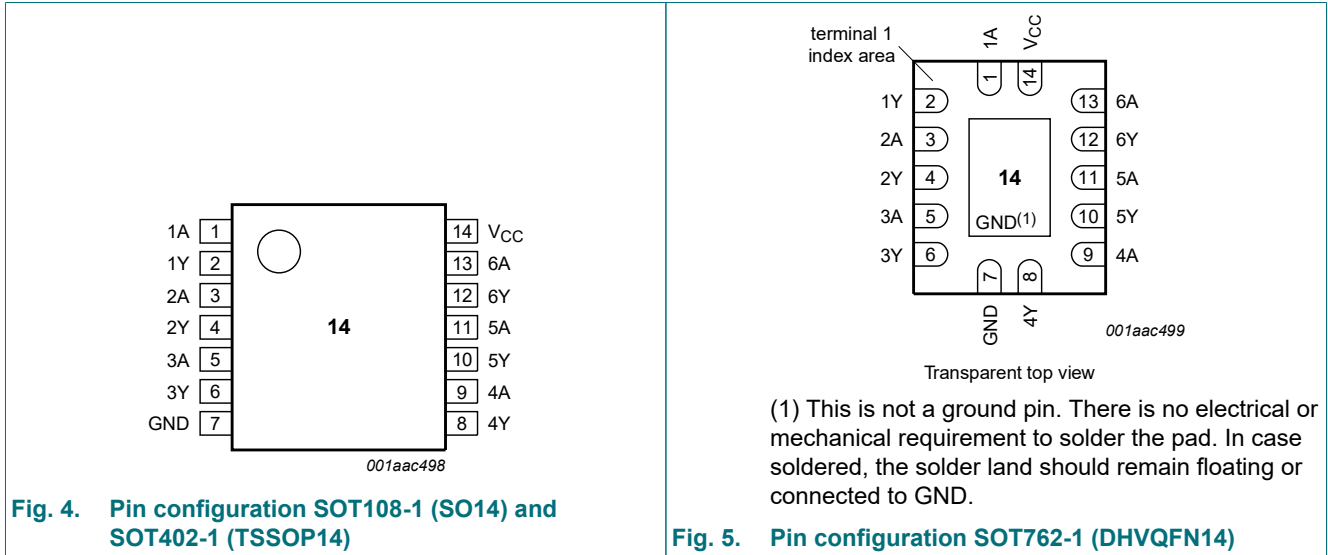 1A 1
1Y 2
2A 3
2Y 4
3A 5
3Y 6
GND 7
14
14 VCC
13 6A
12 6Y
11 5A
10 5Y
9 4A
8 4Y
001aac498
Fig. 4. Pin configuration SOT108-1 (SO14) and
SOT402-1 (TSSOP14)
terminal 1
index area
1A VCC
1 14
1Y 2
2A 3
2Y 4
3A 5
3Y 6
14
GND(1)
13 6A
12 6Y
11 5A
10 5Y
9 4A
7 8
GND 4Y
001aac499
Transparent top view
(1) This is not a ground pin. There is no electrical or
mechanical requirement to solder the pad. In case
soldered, the solder land should remain floating or
connected to GND.
Fig. 5. Pin configuration SOT762-1 (DHVQFN14)